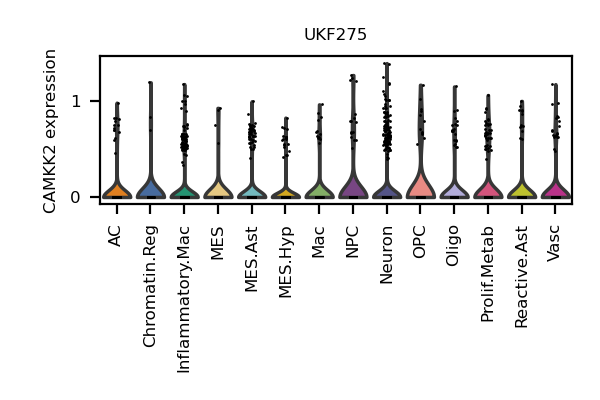 UKF275
CAMKK2 expression
1
0
AC
Chromatin.Reg
Inflammatory.Mac
MES
MES.Ast
MES.Hyp
Mac
NPC
Neuron
OPC
Oligo
Prolif.Metab
Reactive.Ast
Vasc